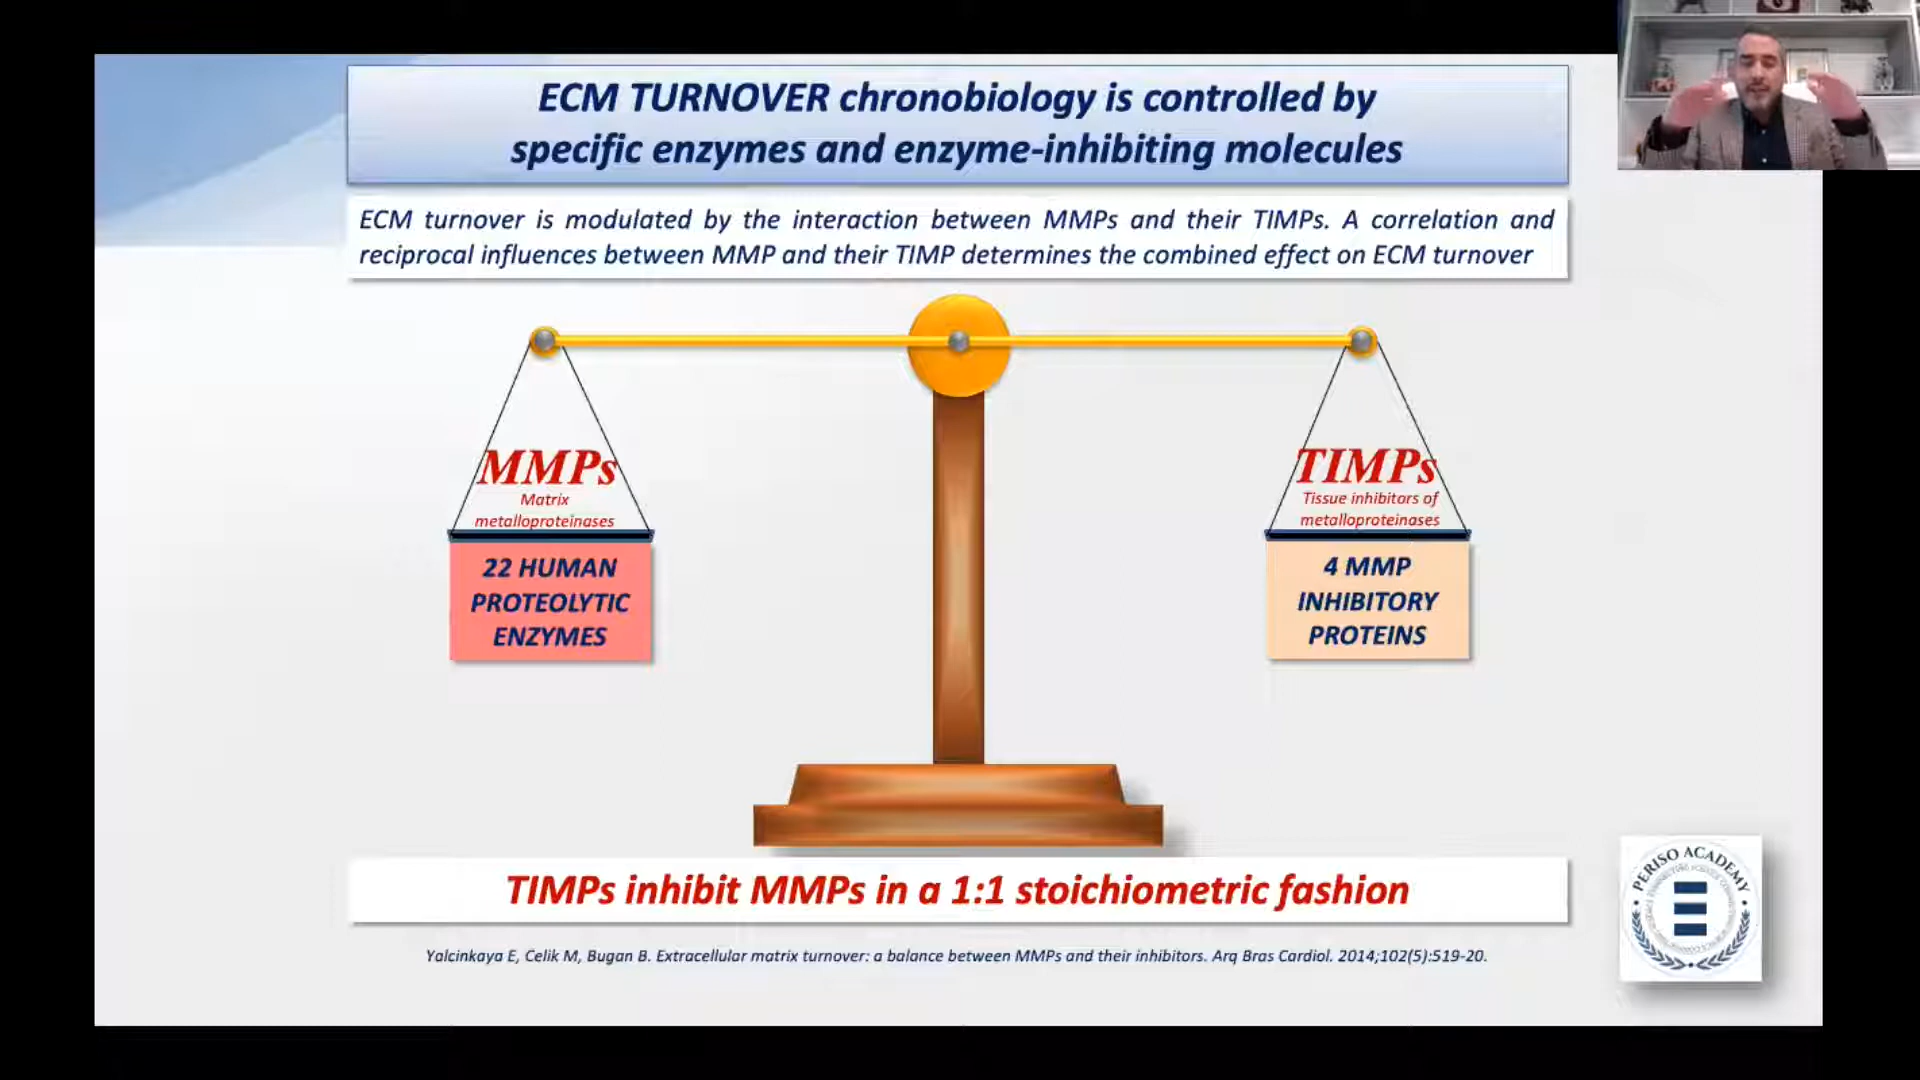 ECM TURNOVER chronobiology is controlled by
specific enzymes and enzyme-inhibiting molecules
ECM turnover is modulated by the interaction between MMPs and their TIMPs. A correlation and
reciprocal influences between MMP and their TIMP determines the combined effect on ECM turnover
MMPs
Matrix
metalloproteinases
22 HUMAN
PROTEOLYTIC
ENZYMES
TIMPs
Tissue inhibitors of
metalloproteinases
4 MMP
INHIBITORY
PROTEINS
TIMPs inhibit MMPs in a 1:1 stoichiometric fashion
Yalcinkaya E, Celik M, Bugan B. Extracellular matrix turnover: a balance between MMPs and their inhibitors. Arq Bras Cardiol. 2014;102(5):519-20.
PERISO ACADEMY